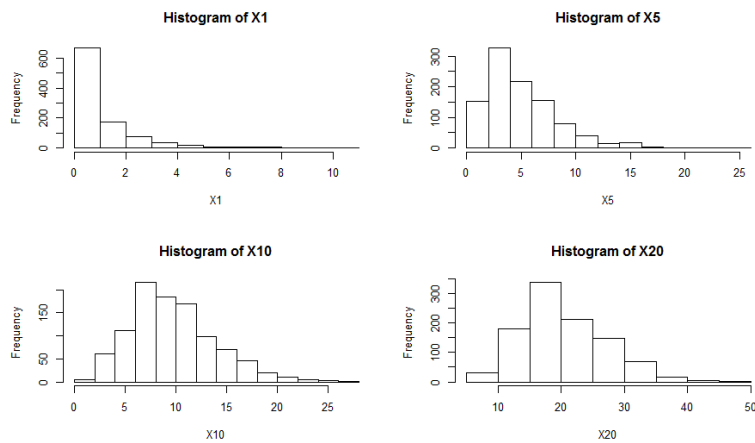 Histogram of X1
Frequency
0 200 400 600
0 2 4 6 8 10
X1
Histogram of X5
Frequency
0 100 200 300
0 5 10 15 20 25
X5
Histogram of X10
Frequency
0 50 150
0 5 10 15 20 25
X10
Histogram of X20
Frequency
0 100 200 300
10 20 30 40 50
X20